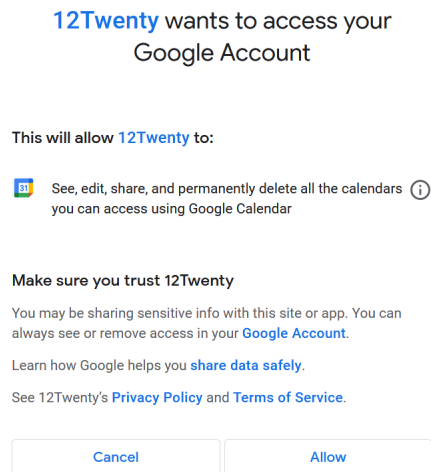 12Twenty wants to access your
Google Account
This will allow 12Twenty to:
31
See, edit, share, and permanently delete all the calendars
you can access using Google Calendar
Make sure you trust 12Twenty
You may be sharing sensitive info with this site or app. You can
always see or remove access in your Google Account.
Learn how Google helps you share data safely.
See 12Twenty's Privacy Policy and Terms of Service.
Cancel
Allow